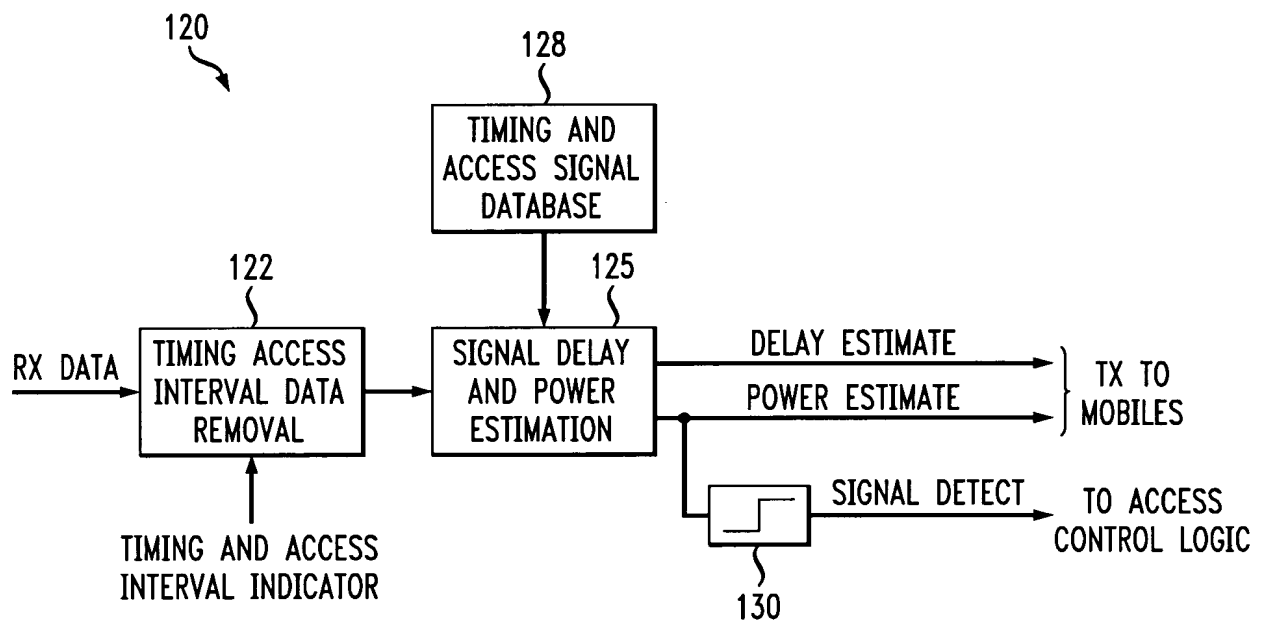 120
128
TIMING AND
ACCESS SIGNAL
DATABASE
122
125
RX DATA
TIMING ACCESS
INTERVAL DATA
REMOVAL
SIGNAL DELAY
AND POWER
ESTIMATION
DELAY ESTIMATE
POWER ESTIMATE
TX TO
MOBILES
SIGNAL DETECT
TO ACCESS
CONTROL LOGIC
TIMING AND ACCESS
INTERVAL INDICATOR
130